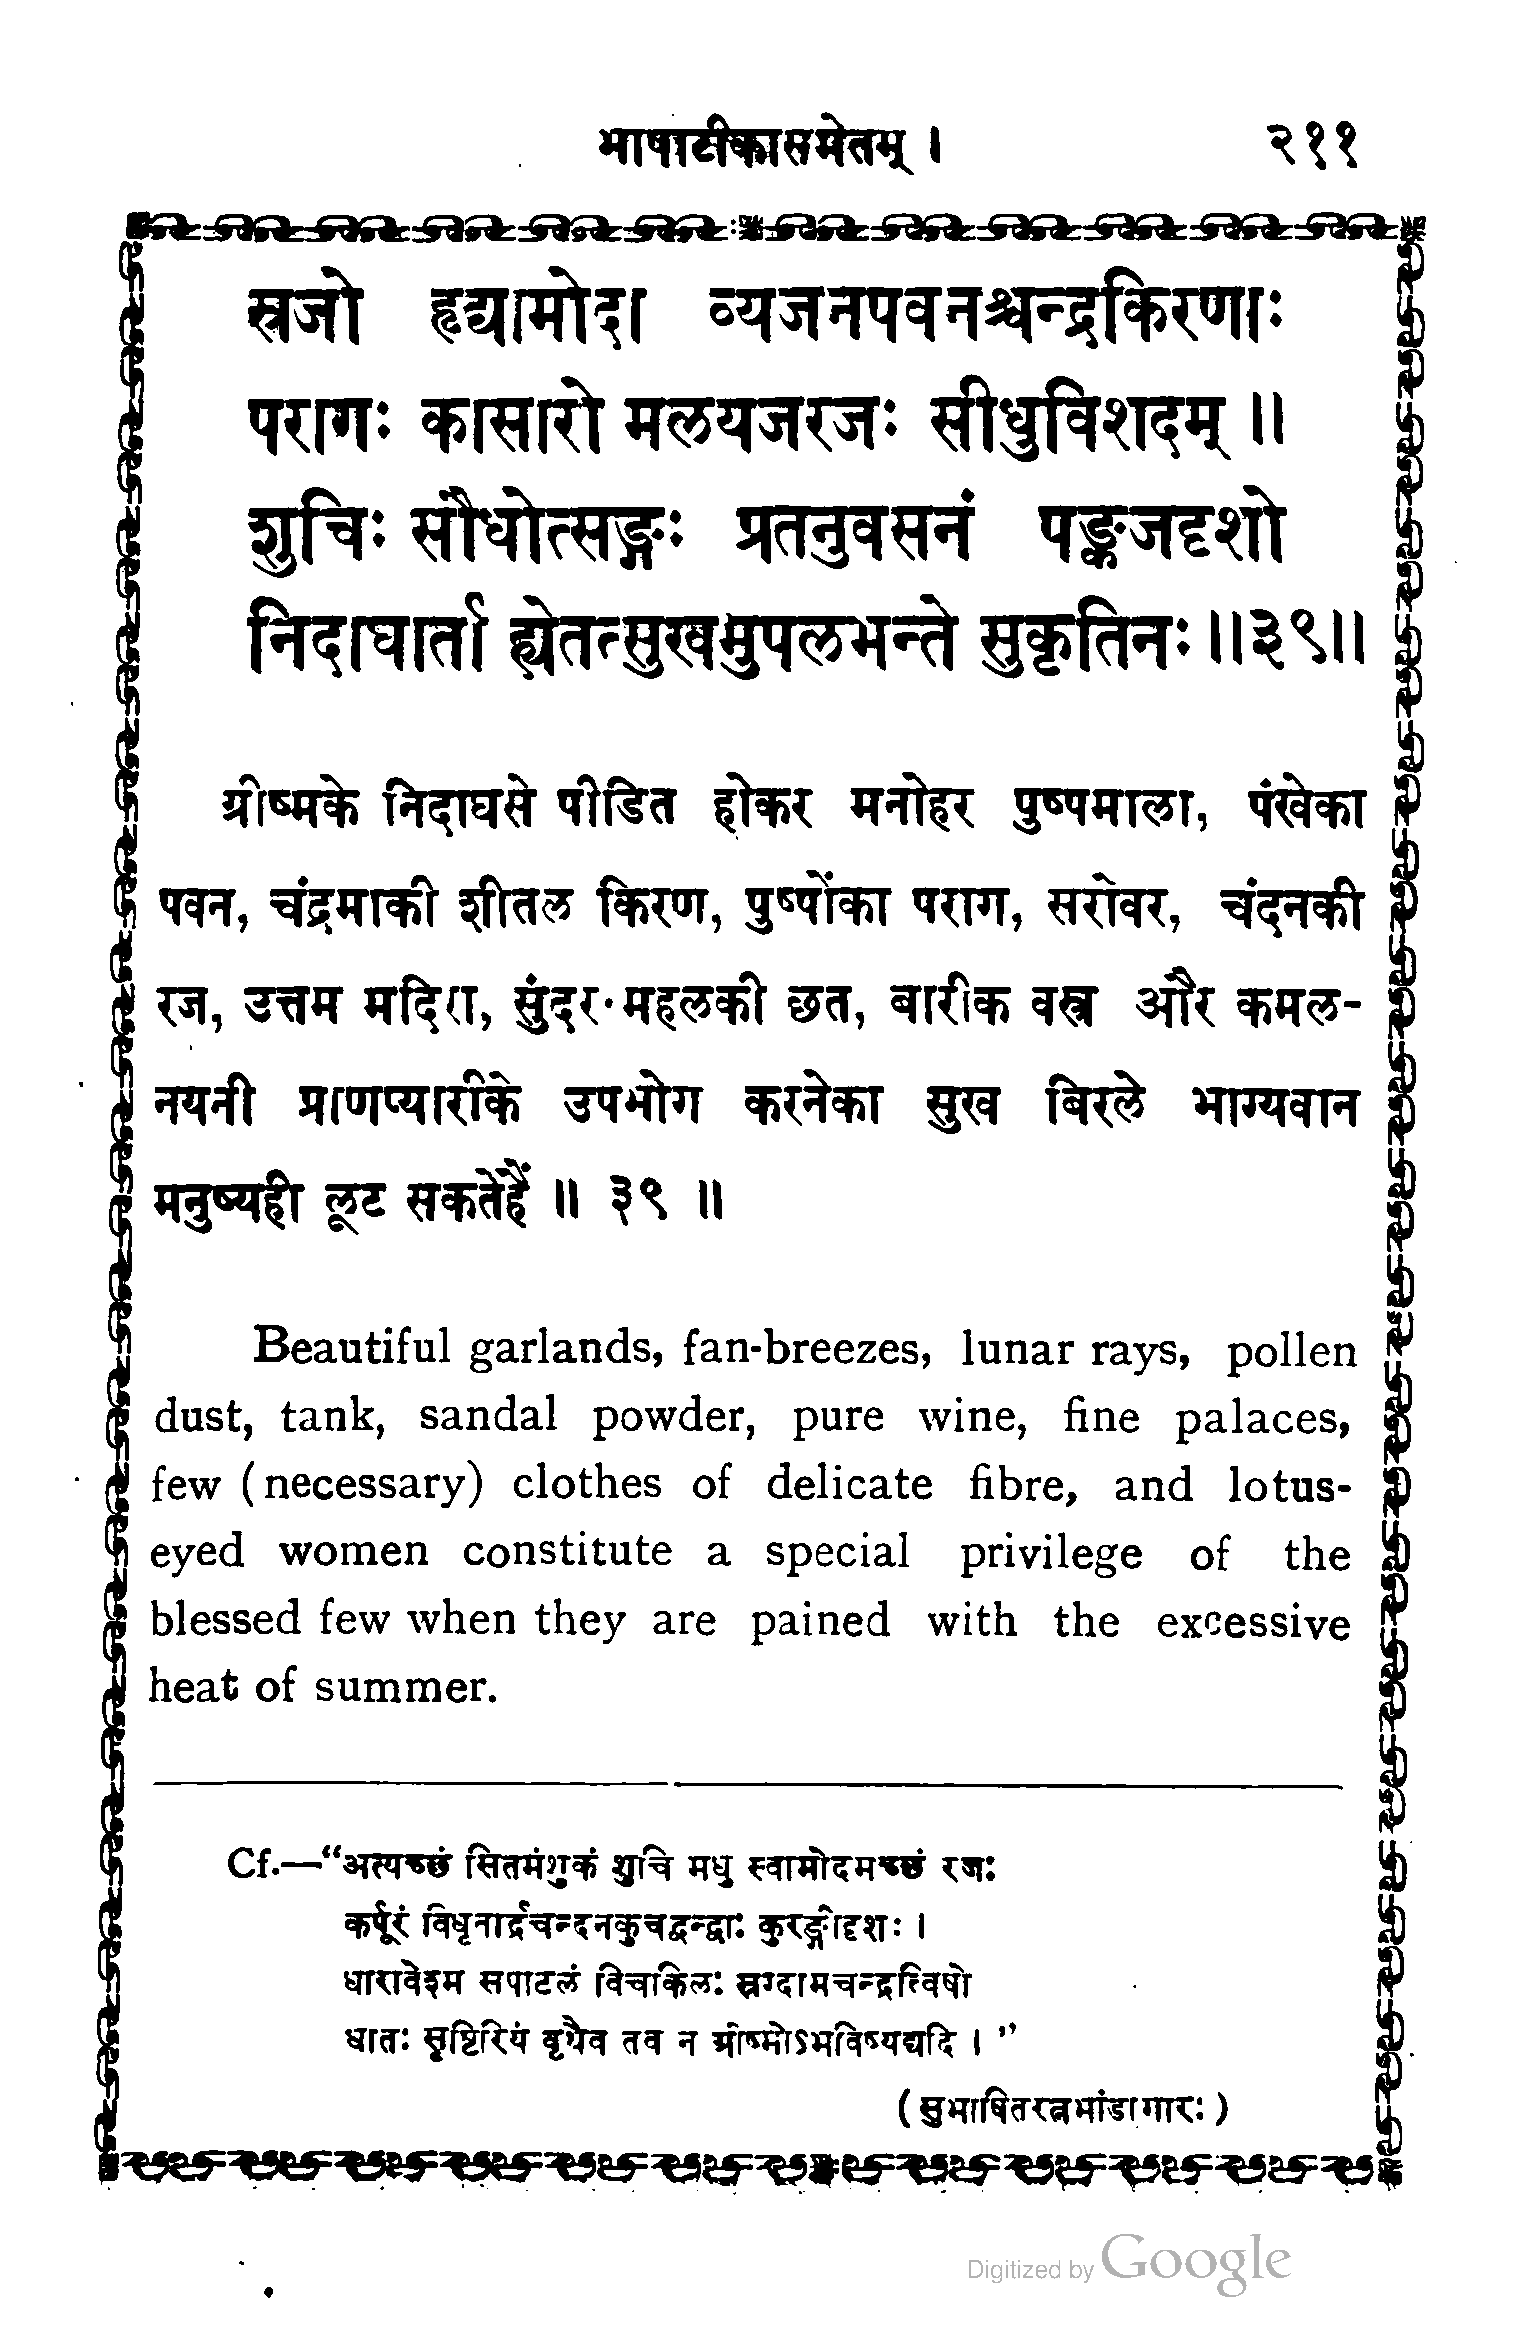 भाषाटीकासमेतम् । २११
स्रजो हृद्यामोदा व्यजनपवनश्चन्द्रकिरणाः
परागः कासारो मलयजरजः सीधुविशदम् ॥
शुचिः सौधोत्सङ्गः प्रतनुवसनं पङ्कजदृशो
निदाघार्ता ह्येतत्सुखमुपलभन्ते सुकृतिनः॥३९॥
ग्रीष्मके निदाघसे पीडित होकर मनोहर पुष्पमाला, पंखेका
पवन, चंद्रमाकी शीतल किरण, पुष्पोंका पराग, सरोवर, चंदनकी
रज, उत्तम मदिरा, सुंदर महलकी छत, बारीक वस्त्र और कमल-
नयनी प्राणप्यारीके उपभोग करनेका सुख बिरले भाग्यवान
मनुष्यही लूट सकतेहैं ॥ ३९ ॥
Beautiful garlands, fan-breezes, lunar rays, pollen
dust, tank, sandal powder, pure wine, fine palaces,
few (necessary) clothes of delicate fibre, and lotus-
eyed women constitute a special privilege of the
blessed few when they are pained with the excessive
heat of summer.
Cf.—“अत्यच्छं सितमंशुकं शुचि मधु स्वामोदमच्छं रजः
कर्पूरं विधृनार्द्रचन्दनकुचद्वन्द्वाः कुरङ्गीदृशः ।
धारावेश्म सपाटलं विचकिलः स्रग्दामचन्द्रत्विषो
धातः सृष्टिरियं वृथैव तव न ग्रीष्मोऽभविष्यद्यदि । ”
(सुभाषितरत्नभांडागारः)
Digitized by Google